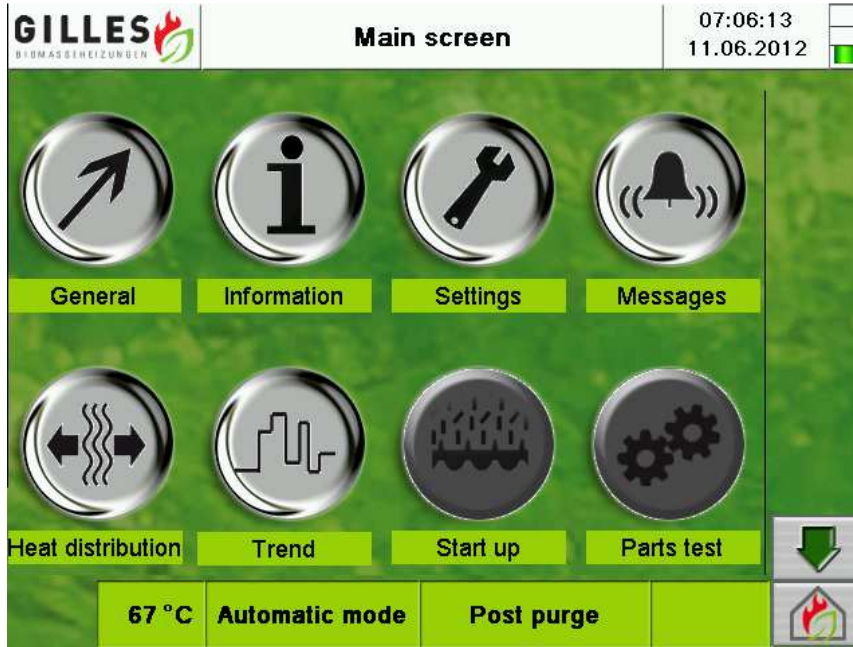 GILLES
BIOMASSEHEIZUNGEN
Main screen
07:06:13
11.06.2012
General
Information
Settings
Messages
Heat distribution
Trend
Start up
Parts test
67 °C
Automatic mode
Post purge